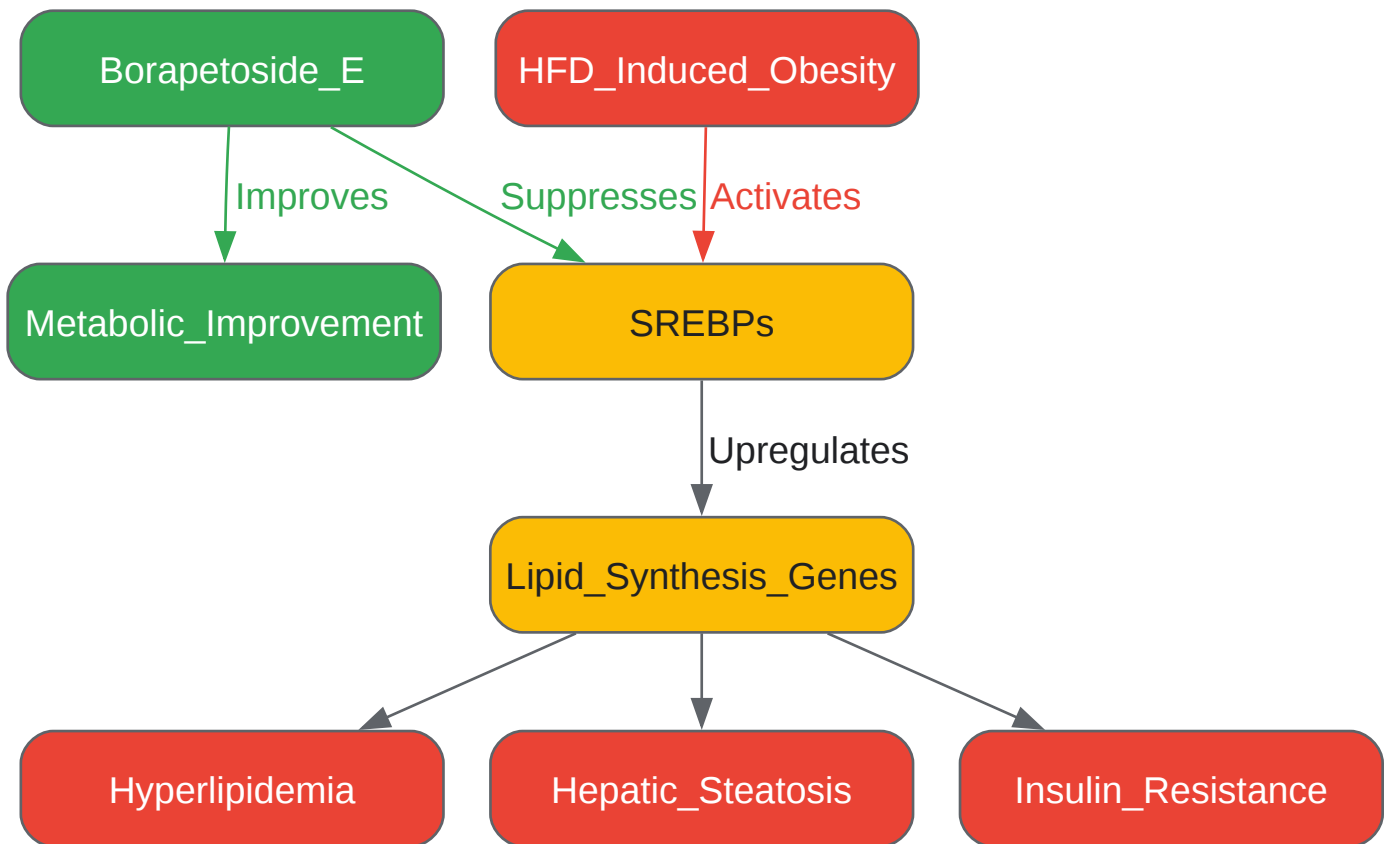 Borapetoside_E
HFD_Induced_Obesity
Improves
Suppresses
Activates
Metabolic_Improvement
SREBPs
Upregulates
Lipid_Synthesis_Genes
Hyperlipidemia
Hepatic_Steatosis
Insulin_Resistance